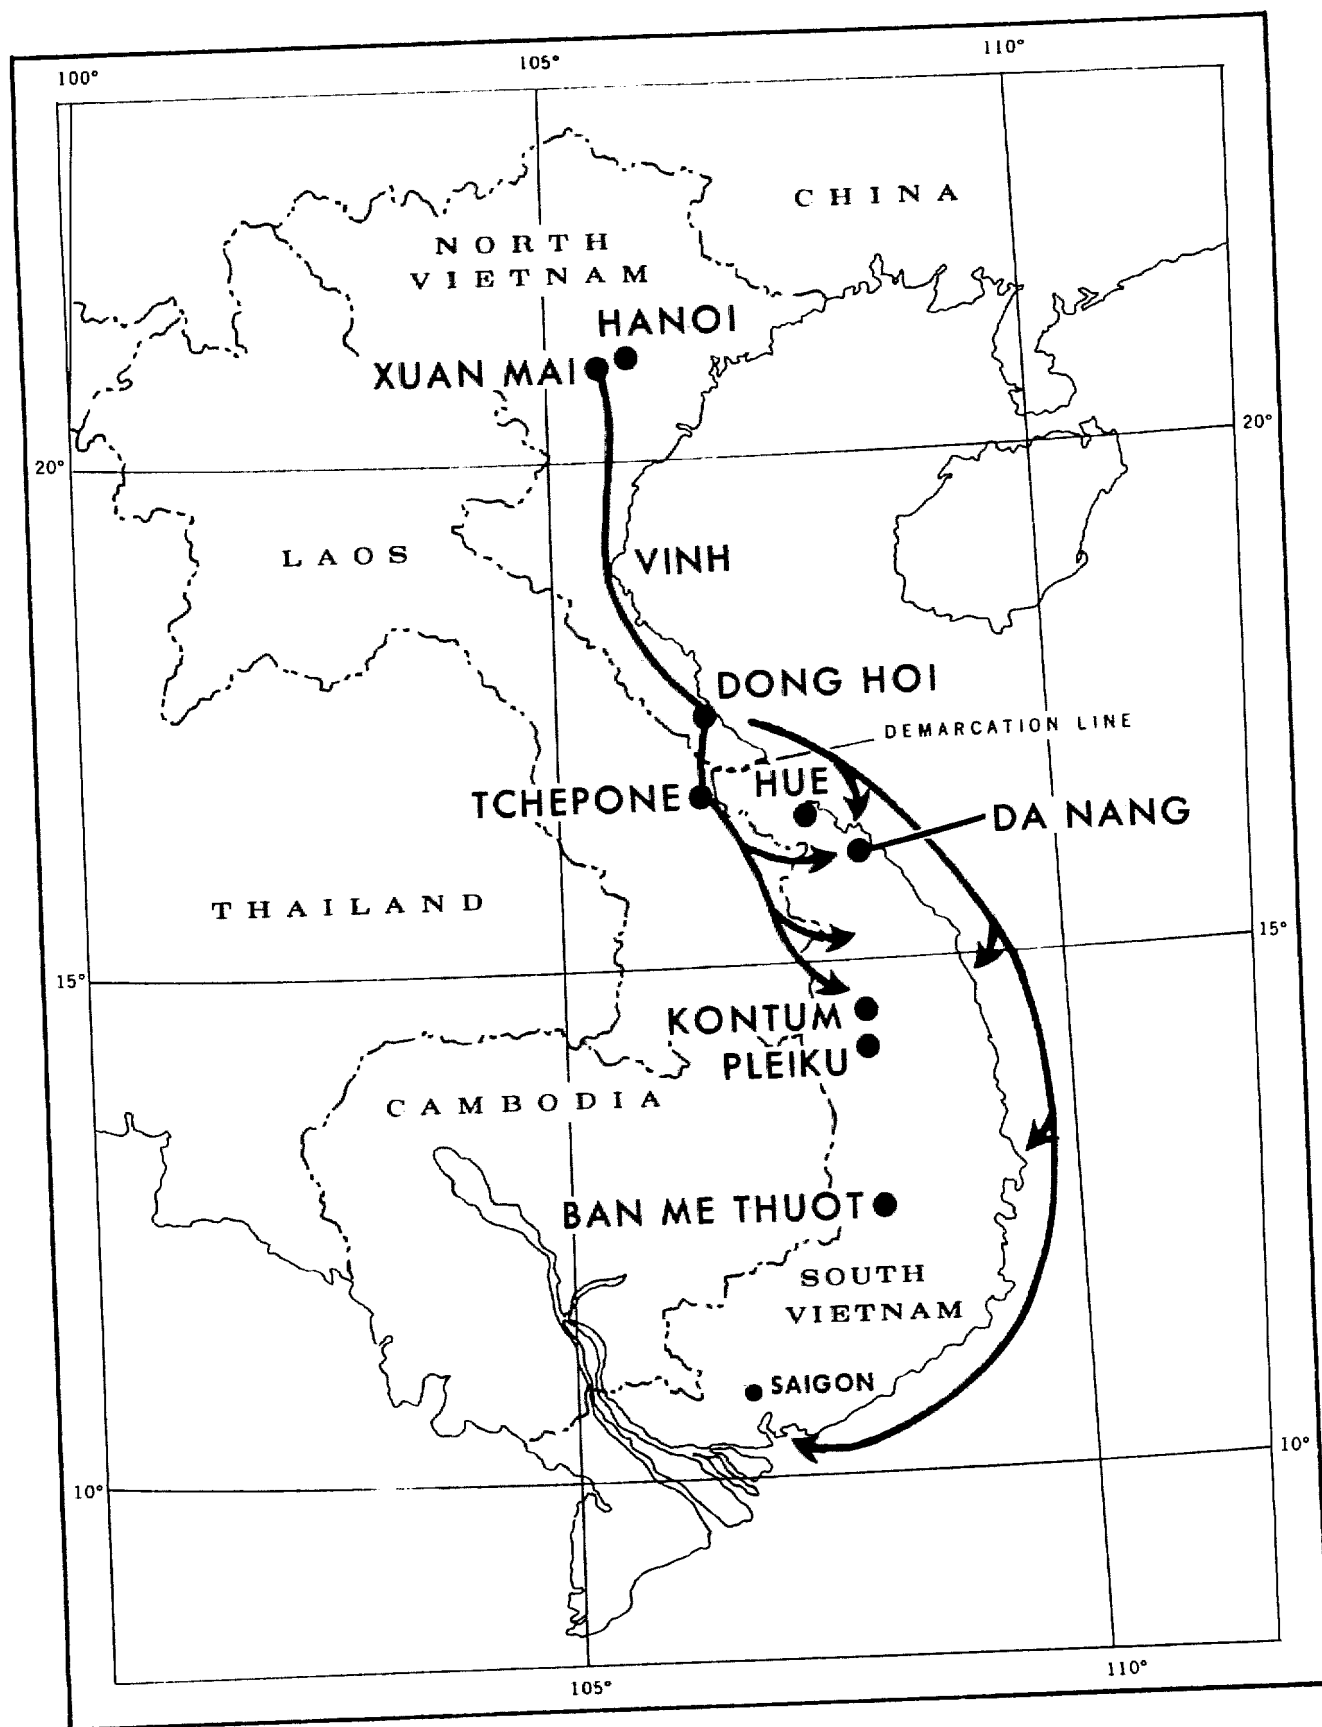 100°
105°
110°
CHINA
NORTH
VIETNAM
HANOI
XUAN MAI
20°
20°
LAOS
VINH
DONG HOI
DEMARCATION LINE
HUE
TCHEPONE
DA NANG
THAILAND
15°
15°
KONTUM
PLEIKU
CAMBODIA
BAN ME THUOT
SOUTH
VIETNAM
SAIGON
10°
10°
105°
110°